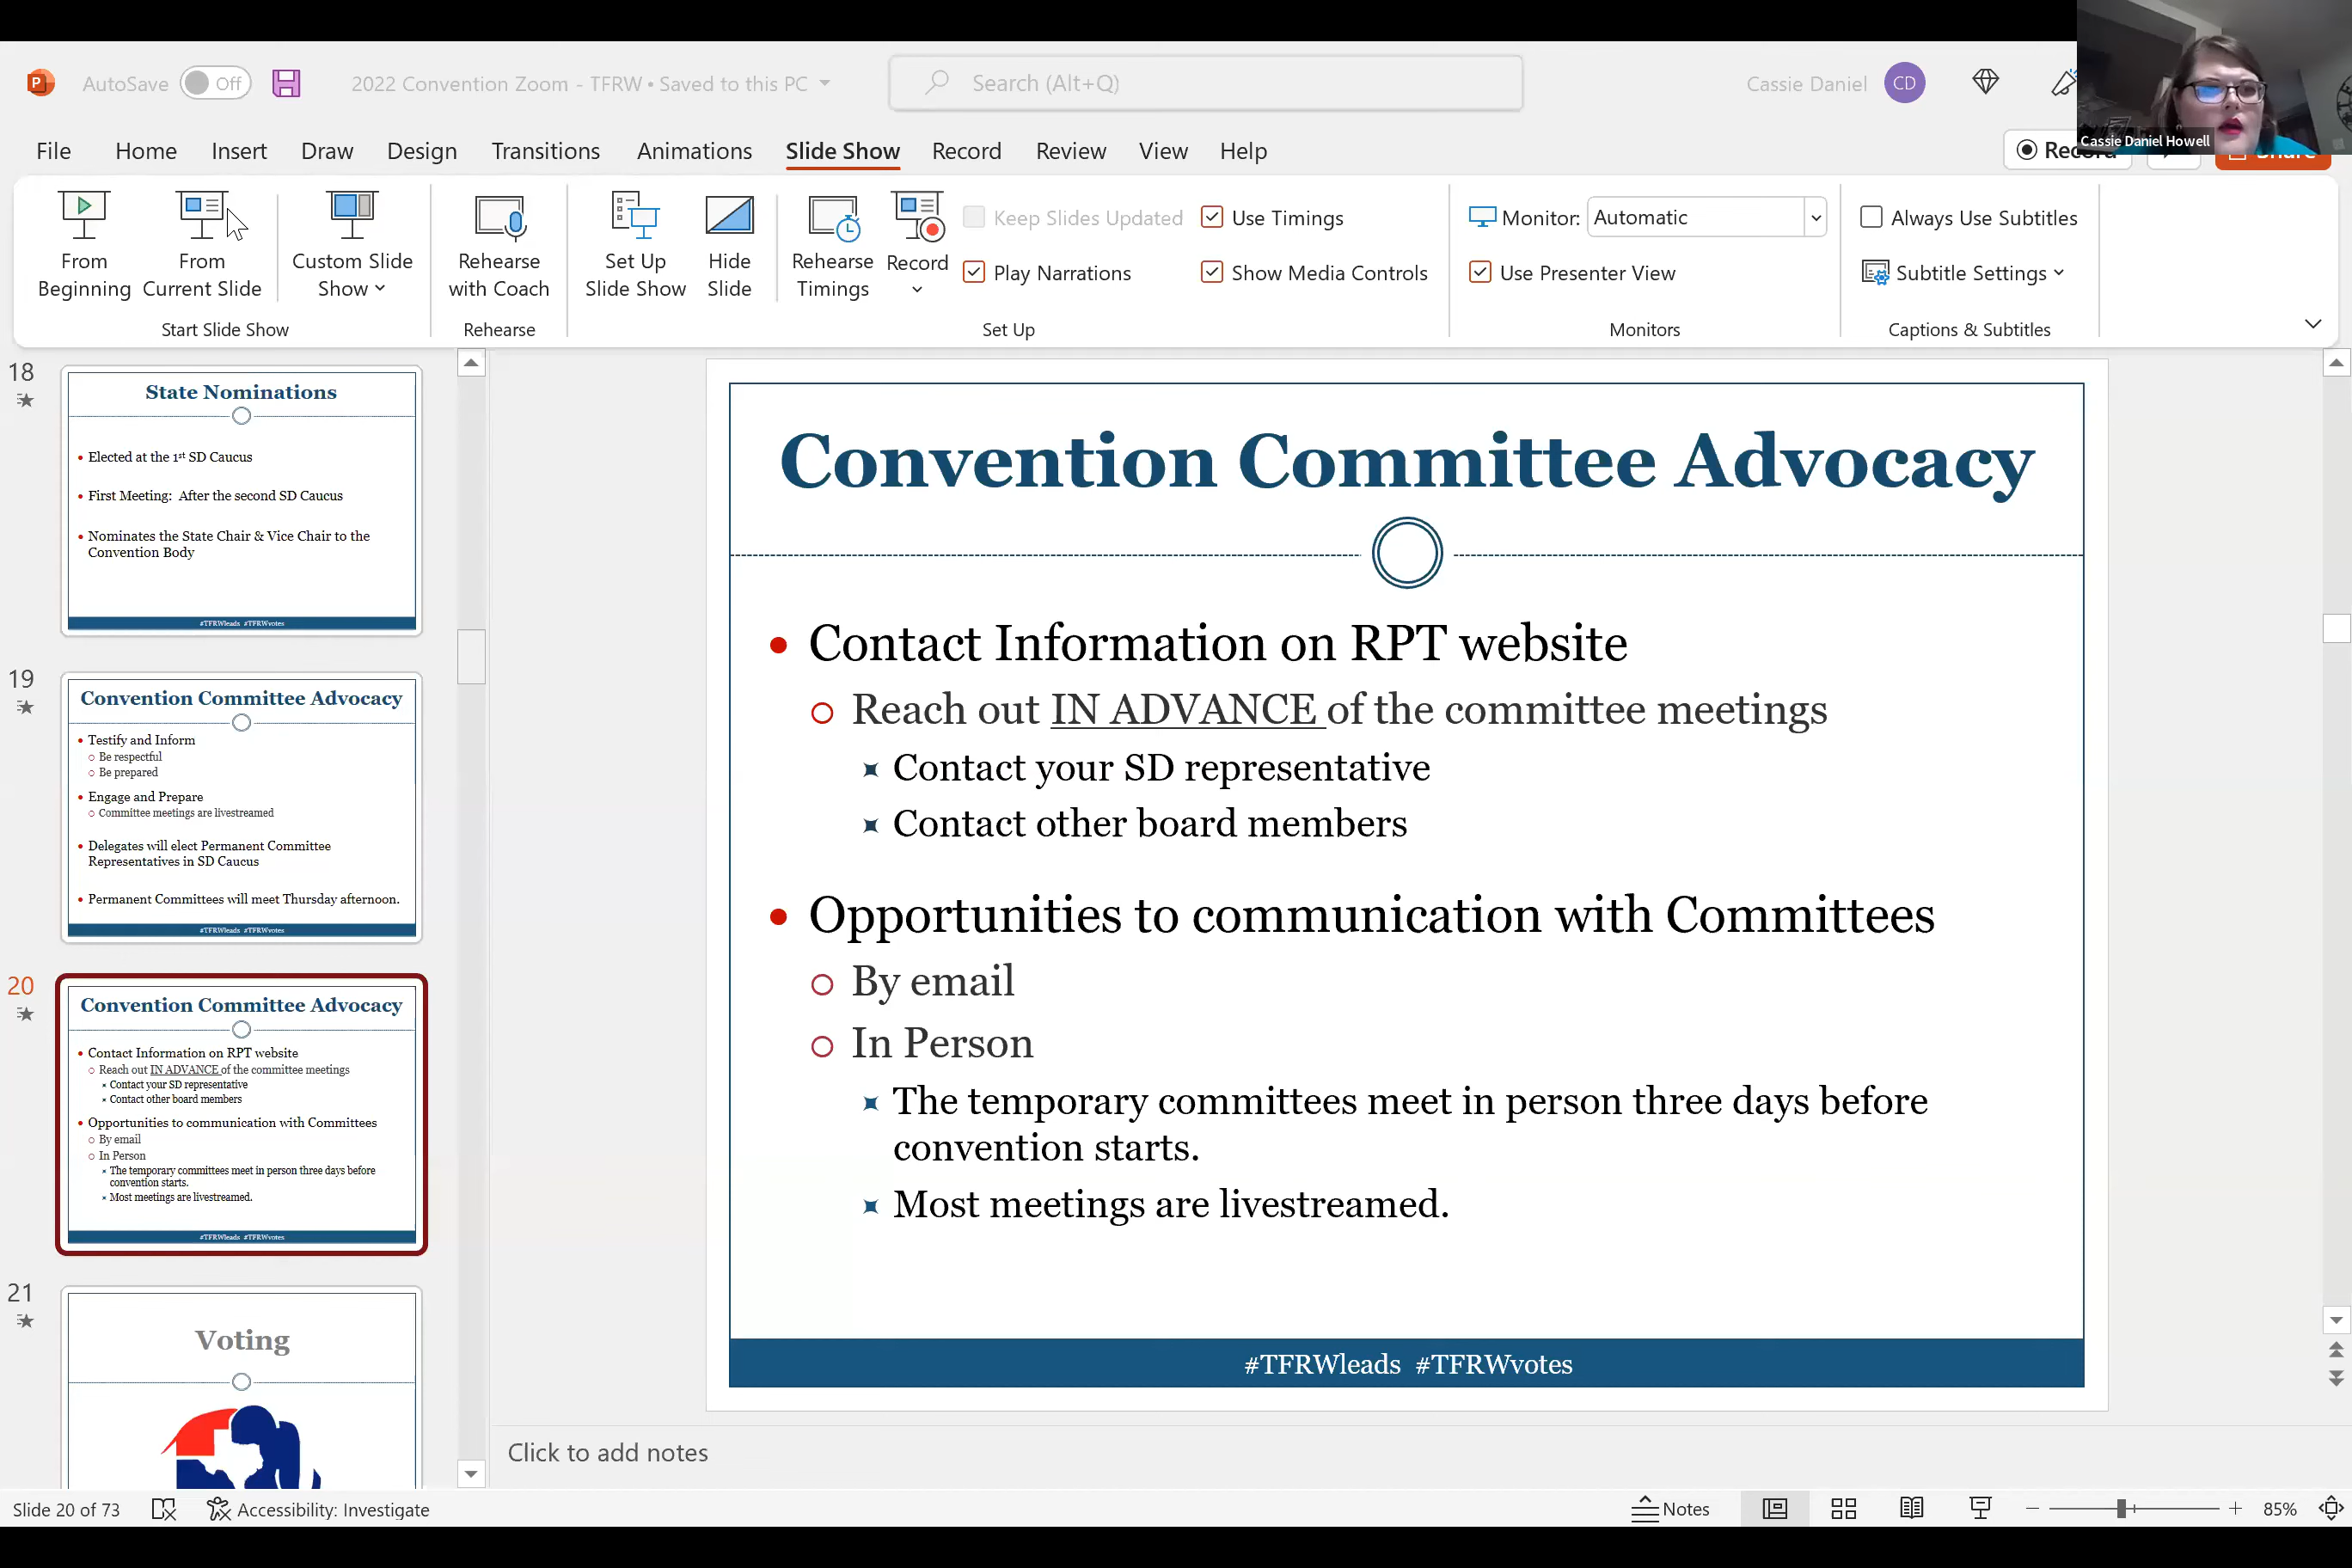 AutoSave Off 2022 Convention Zoom - TFRW • Saved to this PC Search (Alt+Q) Cassie Daniel CD
Cassie Daniel Howell
File Home Insert Draw Design Transitions Animations Slide Show Record Review View Help Record Share
From Beginning
From Current Slide
Custom Slide Show
Rehearse with Coach
Set Up Slide Show
Hide Slide
Rehearse Timings
Record
Keep Slides Updated
Play Narrations
Use Timings
Show Media Controls
Monitor: Automatic
Use Presenter View
Always Use Subtitles
Subtitle Settings
Start Slide Show Rehearse Set Up Monitors Captions & Subtitles
18
State Nominations
Elected at the 1st SD Caucus
First Meeting: After the second SD Caucus
Nominates the State Chair & Vice Chair to the
Convention Body
#TFRWleads #TFRWvotes
19
Convention Committee Advocacy
Testify and Inform
Be respectful
Be prepared
Engage and Prepare
Committee meetings are livestreamed
Delegates will elect Permanent Committee
Representatives in SD Caucus
Permanent Committees will meet Thursday afternoon.
#TFRWleads #TFRWvotes
20
Convention Committee Advocacy
Contact Information on RPT website
Reach out IN ADVANCE of the committee meetings
Contact your SD representative
Contact other board members
Opportunities to communication with Committees
By email
In Person
The temporary committees meet in person three days before
convention starts.
Most meetings are livestreamed.
#TFRWleads #TFRWvotes
21
Voting
Convention Committee Advocacy
Contact Information on RPT website
Reach out IN ADVANCE of the committee meetings
Contact your SD representative
Contact other board members
Opportunities to communication with Committees
By email
In Person
The temporary committees meet in person three days before
convention starts.
Most meetings are livestreamed.
#TFRWleads #TFRWvotes
Click to add notes
Slide 20 of 73 Accessibility: Investigate Notes 85%